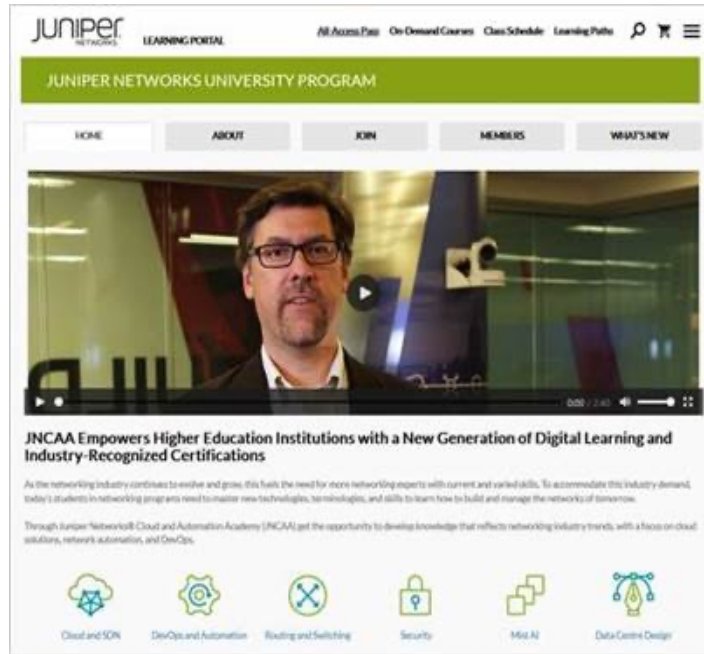 JUNIPER
NETWORKS
LEARNING PORTAL
All-Access Pass On-Demand Courses Class Schedule Learning Paths
JUNIPER NETWORKS UNIVERSITY PROGRAM
HOME ABOUT JOIN MEMBERS WHAT'S NEW
0:00 / 2:40
JNCAA Empowers Higher Education Institutions with a New Generation of Digital Learning and
Industry-Recognized Certifications
As the networking industry continues to evolve and grow, this fuels the need for more networking experts with current and varied skills. To accommodate this industry demand,
today's students in networking programs need to master new technologies, terminologies, and skills to learn how to build and manage the networks of tomorrow.
Through Juniper Networks® Cloud and Automation Academy (JNCAA) get the opportunity to develop knowledge that reflects networking industry trends, with a focus on cloud
solutions, network automation, and DevOps.
Cloud and SDN DevOps and Automation Routing and Switching Security Mist AI Data Centre Design